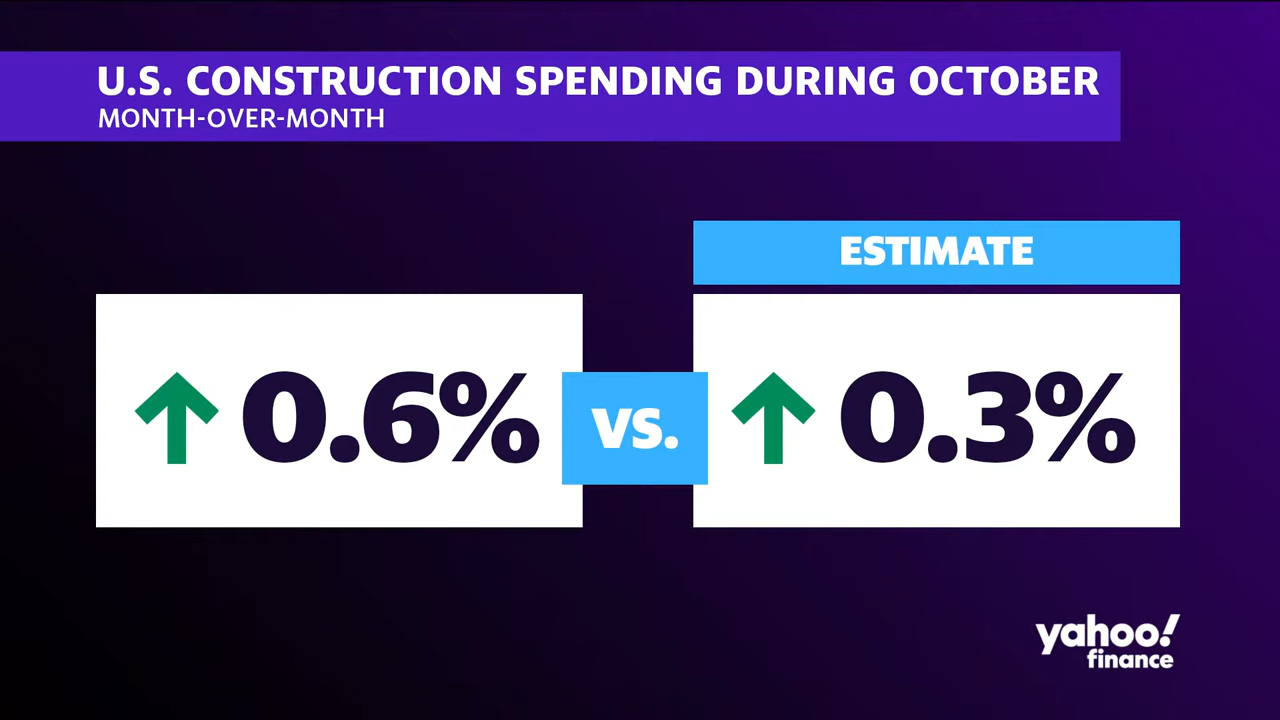 U.S. CONSTRUCTION SPENDING DURING OCTOBER
MONTH-OVER-MONTH
ESTIMATE
0.6%
VS.
0.3%
yahoo!
finance